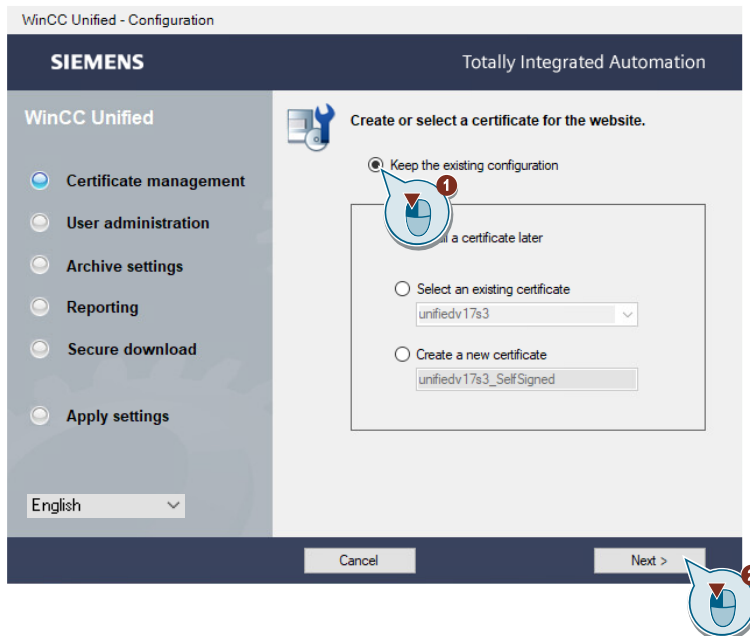 WinCC Unified - Configuration
SIEMENS
Totally Integrated Automation
WinCC Unified
Certificate management
User administration
Archive settings
Reporting
Secure download
Apply settings
English
Create or select a certificate for the website.
Keep the existing configuration
1
a certificate later
Select an existing certificate
unifiedv17s3
Create a new certificate
unifiedv17s3_SelfSigned
Cancel
Next >